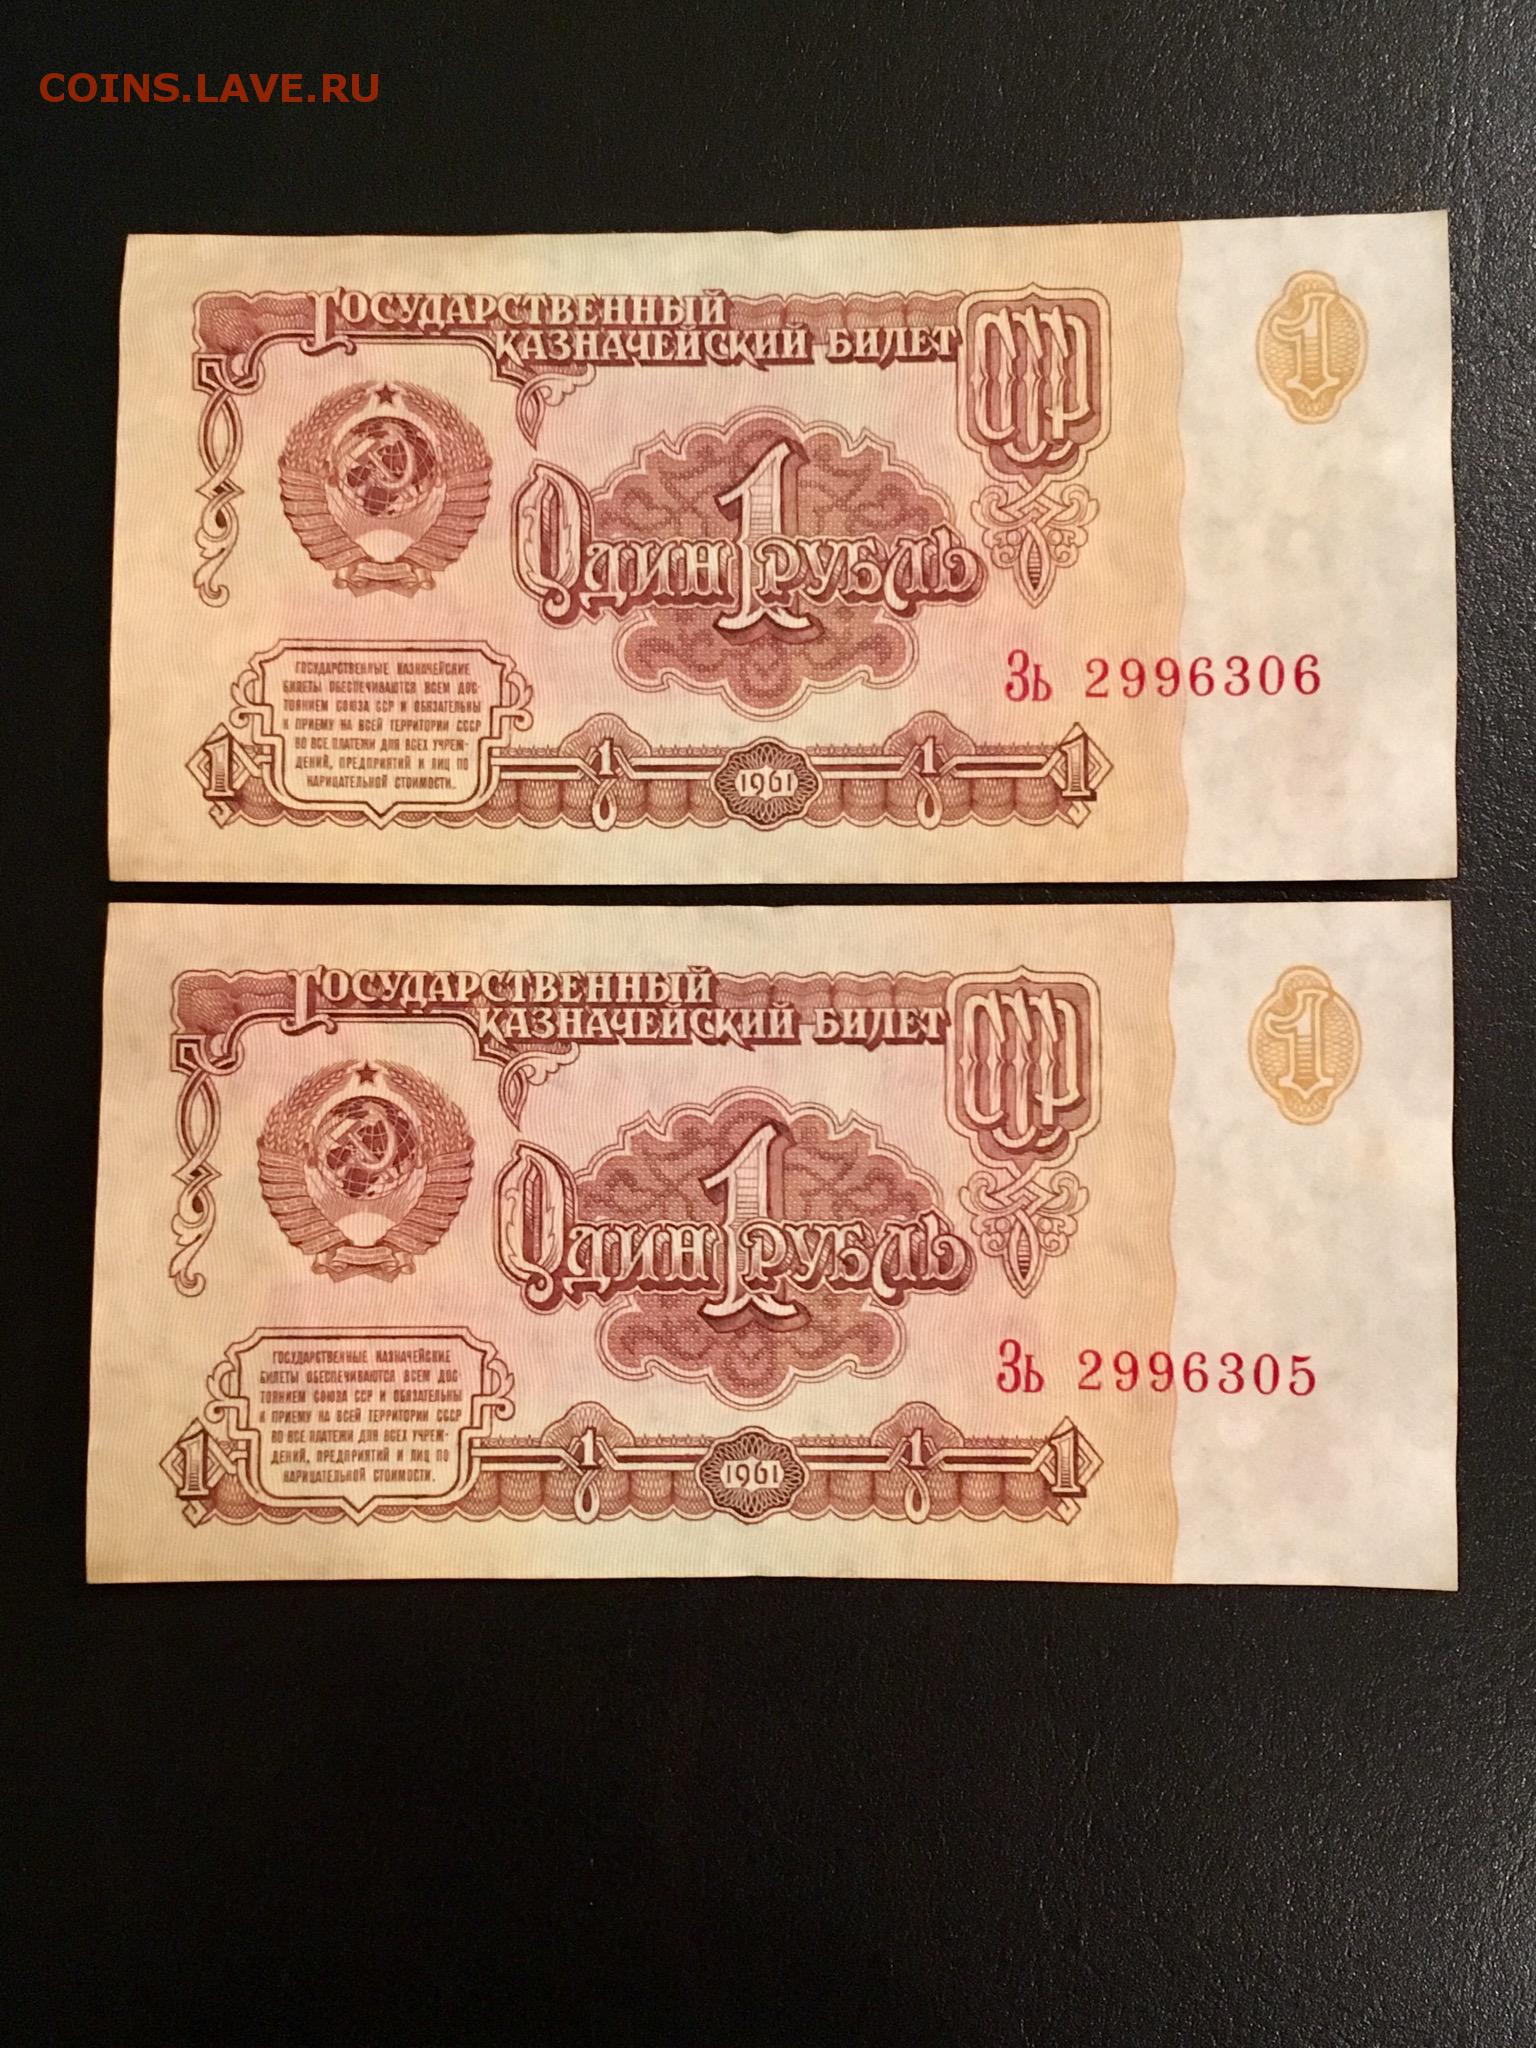 COINS.LAVE.RU
ГОСУДАРСТВЕННЫЙ
КАЗНАЧЕЙСКИЙ БИЛЕТ
СССР
1
1
ОДИН РУБЛЬ
Зь 2996306
ГОСУДАРСТВЕННЫЕ КАЗНАЧЕЙСКИЕ
БИЛЕТЫ ОБЕСПЕЧИВАЮТСЯ ВСЕМ ДОС-
ТОЯНИЕМ СОЮЗА ССР И ОБЯЗАТЕЛЬНЫ
К ПРИЕМУ НА ВСЕЙ ТЕРРИТОРИИ СССР
ВО ВСЕ ПЛАТЕЖИ ДЛЯ ВСЕХ УЧРЕЖ-
ДЕНИЙ, ПРЕДПРИЯТИЙ И ЛИЦ ПО
НАРИЦАТЕЛЬНОЙ СТОИМОСТИ.
1 1 1961 1 1
ГОСУДАРСТВЕННЫЙ
КАЗНАЧЕЙСКИЙ БИЛЕТ
СССР
1
1
ОДИН РУБЛЬ
Зь 2996305
ГОСУДАРСТВЕННЫЕ КАЗНАЧЕЙСКИЕ
БИЛЕТЫ ОБЕСПЕЧИВАЮТСЯ ВСЕМ ДОС-
ТОЯНИЕМ СОЮЗА ССР И ОБЯЗАТЕЛЬНЫ
К ПРИЕМУ НА ВСЕЙ ТЕРРИТОРИИ СССР
ВО ВСЕ ПЛАТЕЖИ ДЛЯ ВСЕХ УЧРЕЖ-
ДЕНИЙ, ПРЕДПРИЯТИЙ И ЛИЦ ПО
НАРИЦАТЕЛЬНОЙ СТОИМОСТИ.
1 1 1961 1 1